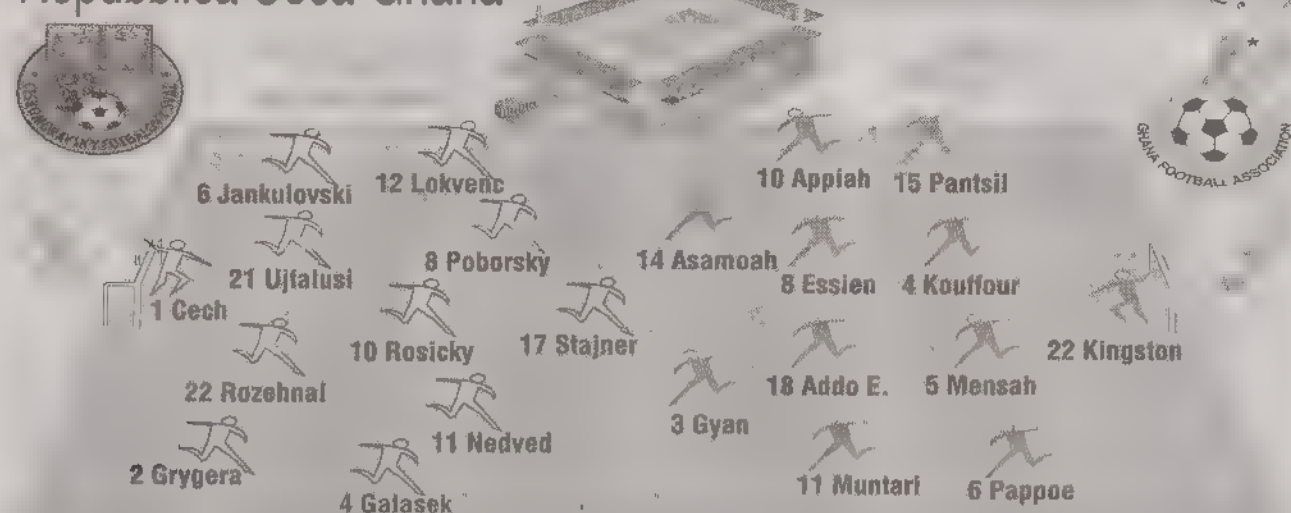 Repubblica Ceca Ghana
GHANA FOOTBALL ASSOCIATION
6 Jankulovski
12 Lokvenc
10 Appiah
15 Pantsil
8 Poborsky
14 Asamoah
21 Ujfalusi
8 Essien
4 Kouffour
1 Cech
10 Rosicky
17 Stajner
22 Kingston
22 Rozehnal
18 Addo E.
5 Mensah
3 Gyan
11 Nedved
2 Grygera
11 Muntari
6 Pappoe
4 Galasek